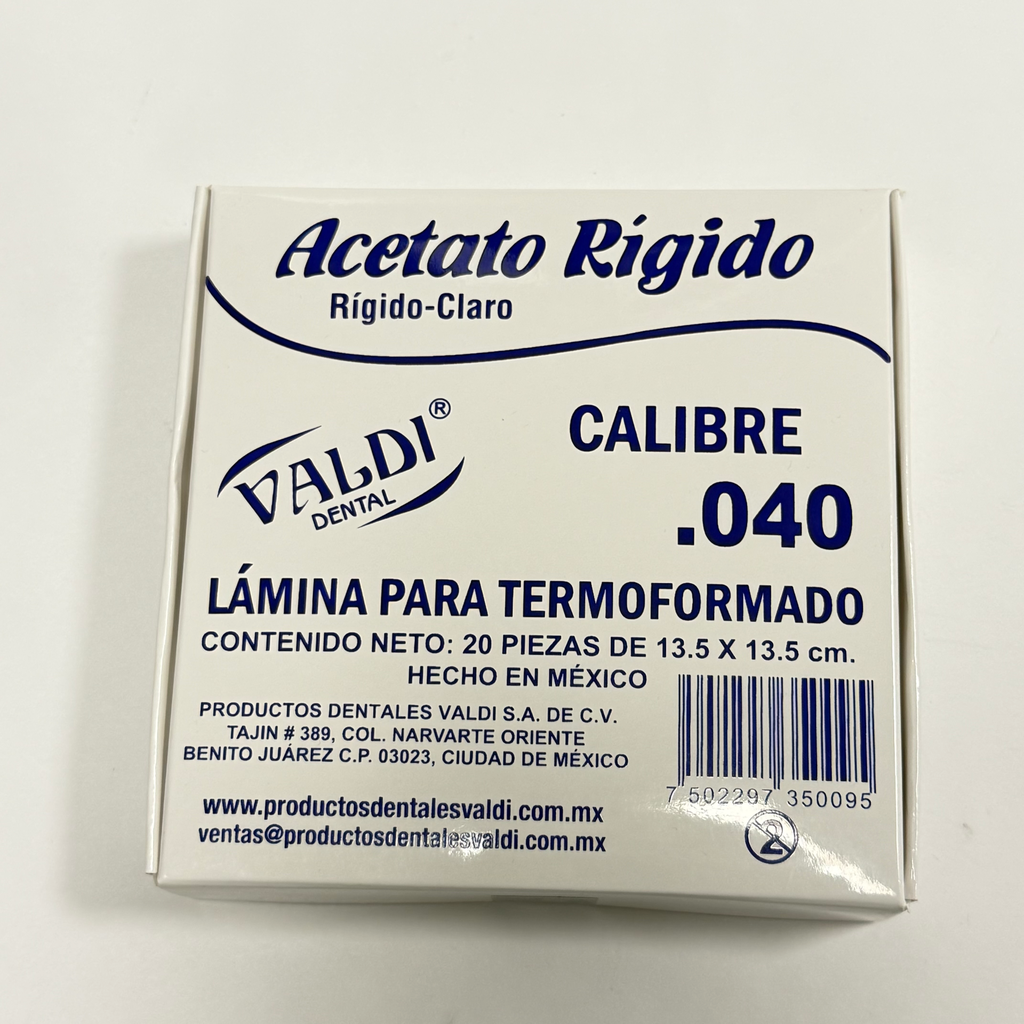 Acetato Rígido
Rígido-Claro
VALDI®
DENTAL
CALIBRE
.040
LÁMINA PARA TERMOFORMADO
CONTENIDO NETO: 20 PIEZAS DE 13.5 X 13.5 cm.
HECHO EN MÉXICO
PRODUCTOS DENTALES VALDI S.A. DE C.V.
TAJIN # 389, COL. NARVARTE ORIENTE
BENITO JUÁREZ C.P. 03023, CIUDAD DE MÉXICO
www.productosdentalesvaldi.com.mx
ventas@productosdentalesvaldi.com.mx
7 502297 350095
2